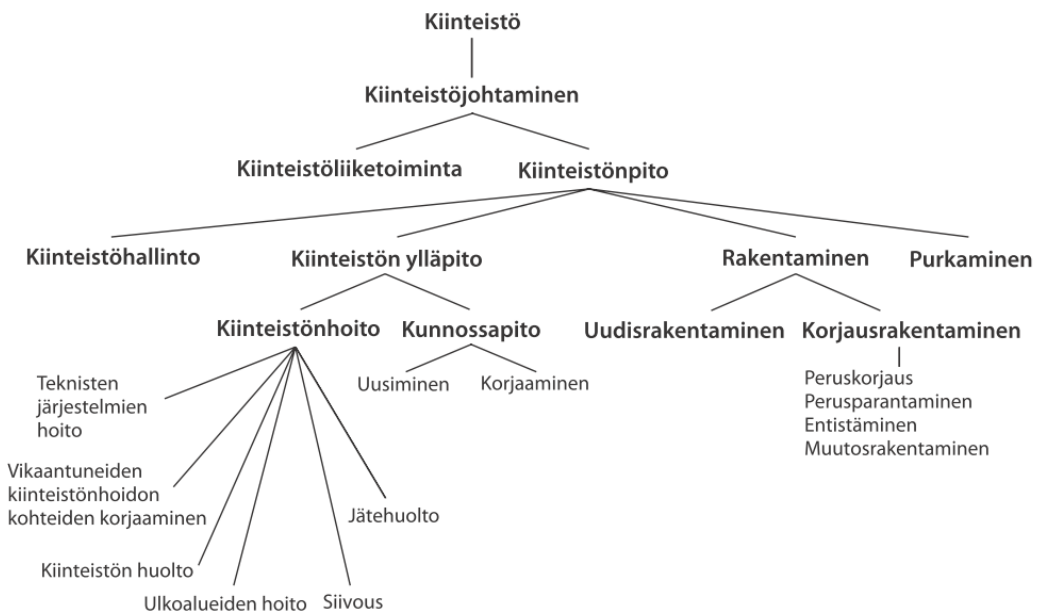 Kiinteistö
Kiinteistöjohtaminen
Kiinteistöliiketoiminta
Kiinteistönpito
Kiinteistöhallinto
Kiinteistön ylläpito
Rakentaminen
Purkaminen
Kiinteistönhoito
Kunnossapito
Uudisrakentaminen
Korjausrakentaminen
Teknisten
järjestelmien
hoito
Uusiminen
Korjaaminen
Peruskorjaus
Perusparantaminen
Entistäminen
Muutosrakentaminen
Vikaantuneiden
kiinteistönhoidon
kohteiden korjaaminen
Jätehuolto
Kiinteistön huolto
Ulkoalueiden hoito
Siivous